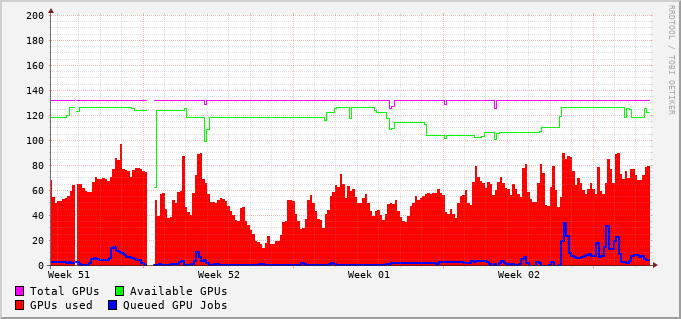 RRDTOOL / TOBI OETIKER
200
180
160
140
120
100
80
60
40
20
0
Week 51 Week 52 Week 01 Week 02
Total GPUs Available GPUs
GPUs used Queued GPU Jobs